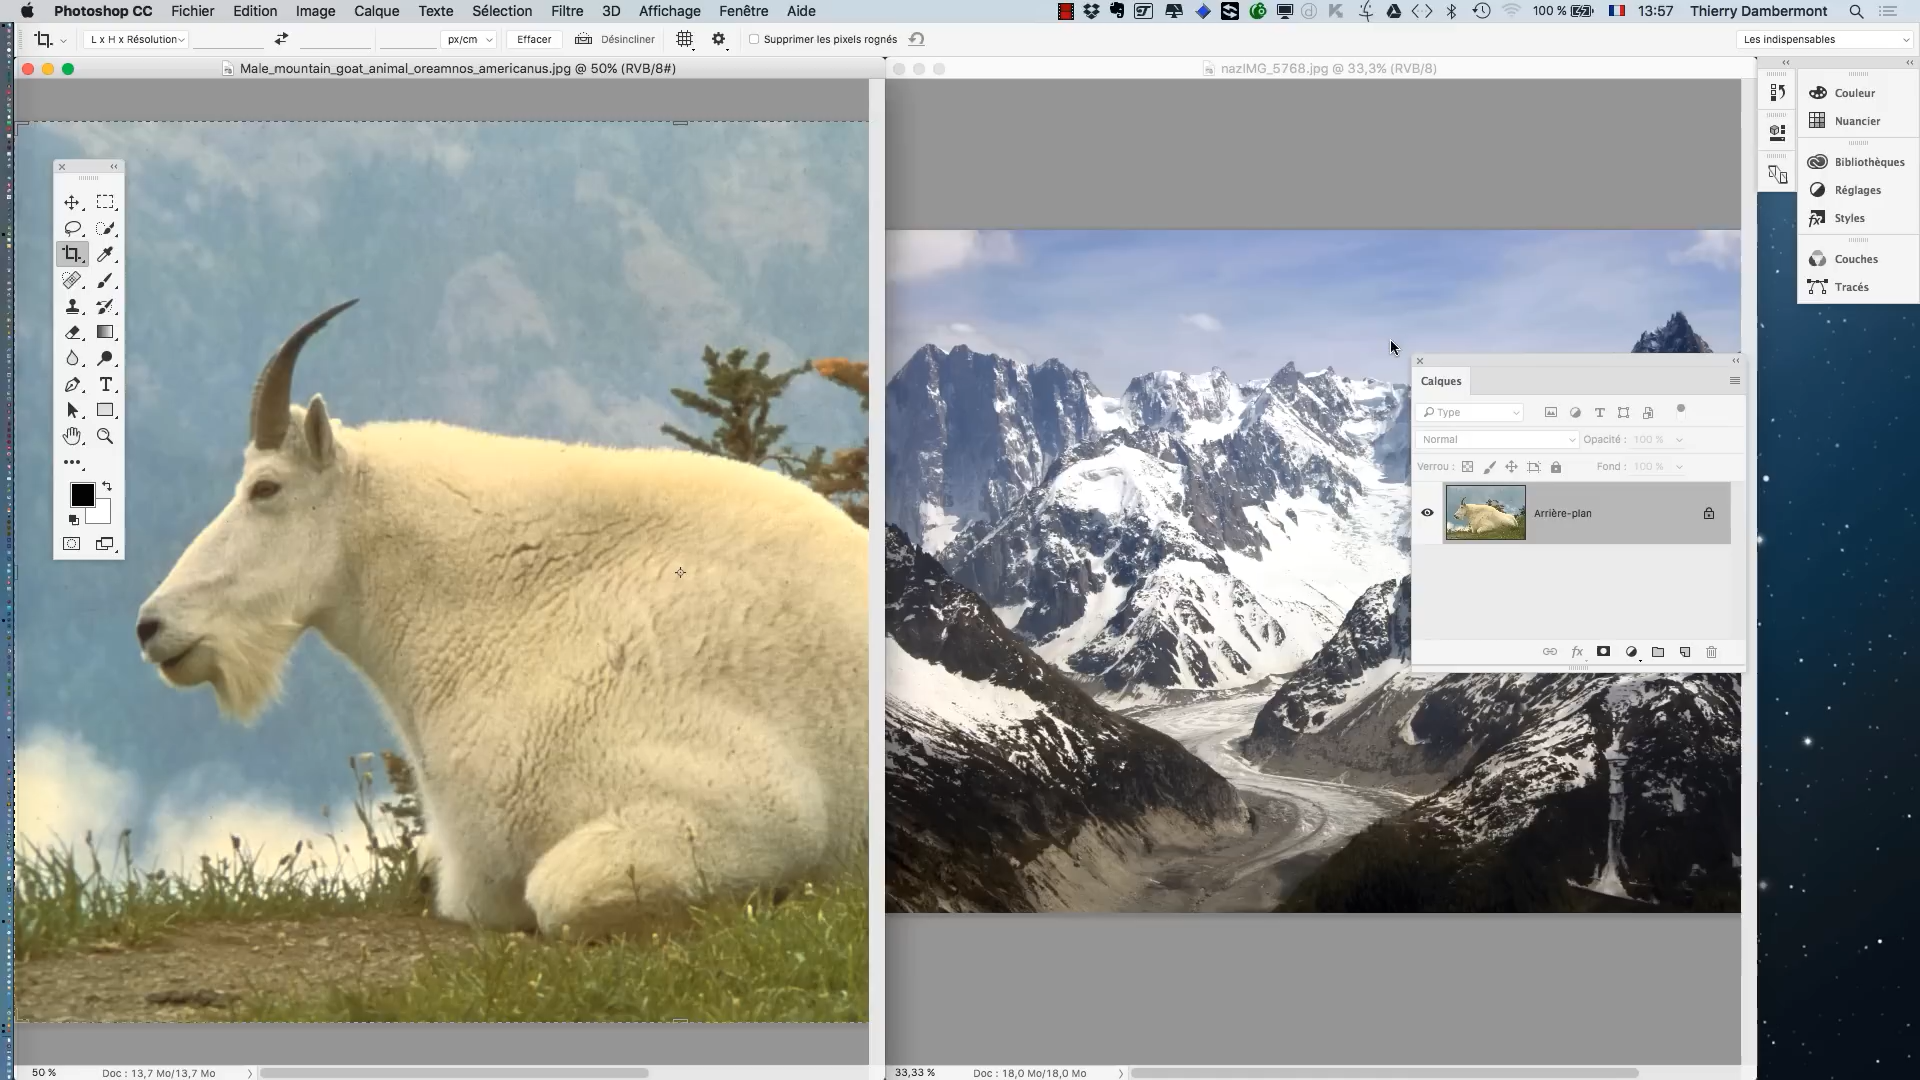 Photoshop CC Fichier Edition Image Calque Texte Sélection Filtre 3D Affichage Fenêtre Aide 100 % 13:57 Thierry Dambermont
L x H x Résolution px/cm Effacer Désincliner Supprimer les pixels rognés Les indispensables
Male_mountain_goat_animal_oreamnos_americanus.jpg @ 50% (RVB/8#)
nazIMG_5768.jpg @ 33,3% (RVB/8)
Couleur
Nuancier
Bibliothèques
Réglages
Styles
Couches
Tracés
Calques
Type
Normal Opacité : 100 %
Verrou : Fond : 100 %
Arrière-plan
fx
50 % Doc : 13,7 Mo/13,7 Mo
33,33 % Doc : 18,0 Mo/18,0 Mo